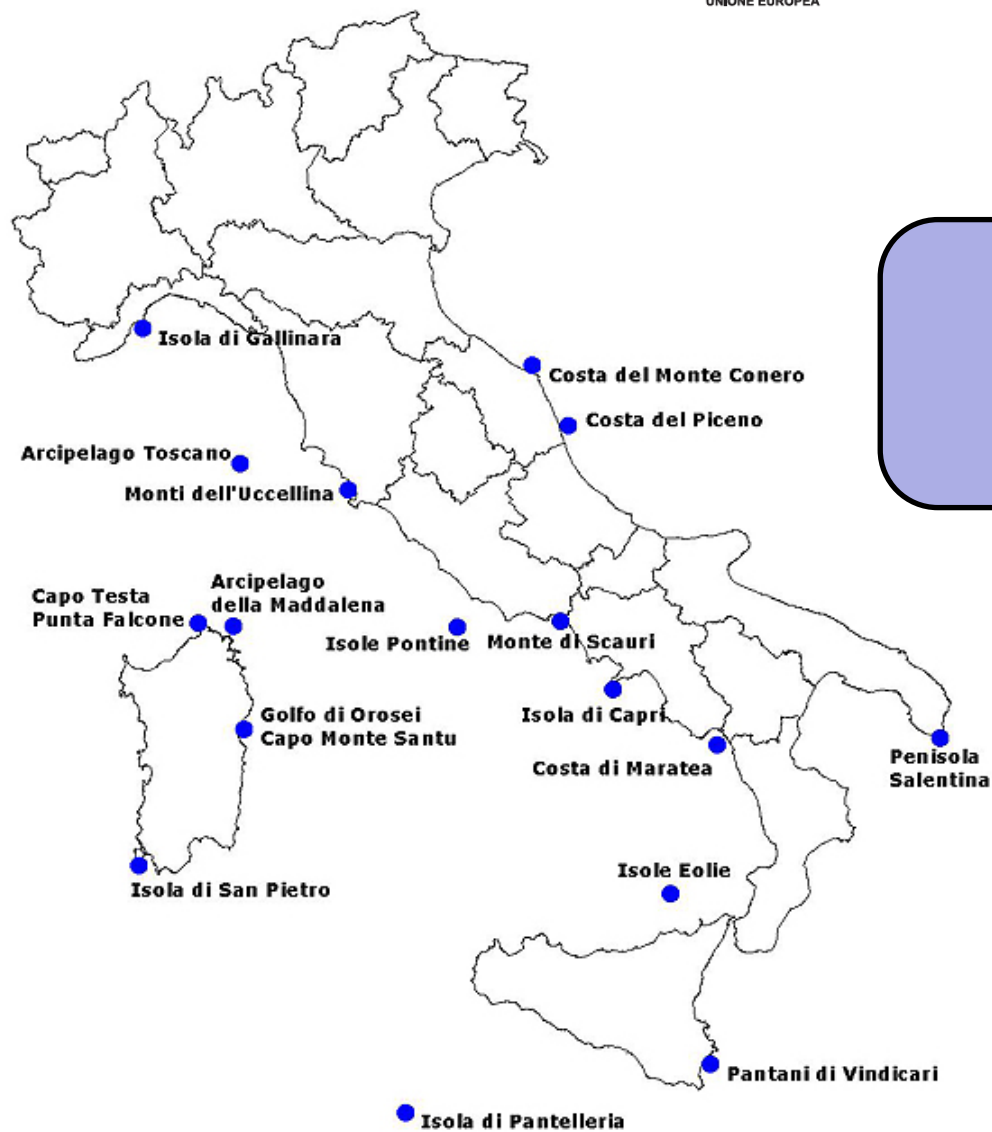 UNIONE EUROPEA
Isola di Gallinara
Costa del Monte Conero
Costa del Piceno
Arcipelago Toscano
Monti dell'Uccellina
Capo Testa
Punta Falcone
Arcipelago
della Maddalena
Isole Pontine
Monte di Scauri
Isola di Capri
Golfo di Orosei
Capo Monte Santu
Costa di Maratea
Penisola
Salentina
Isole Eolie
Isola di San Pietro
Pantani di Vindicari
Isola di Pantelleria